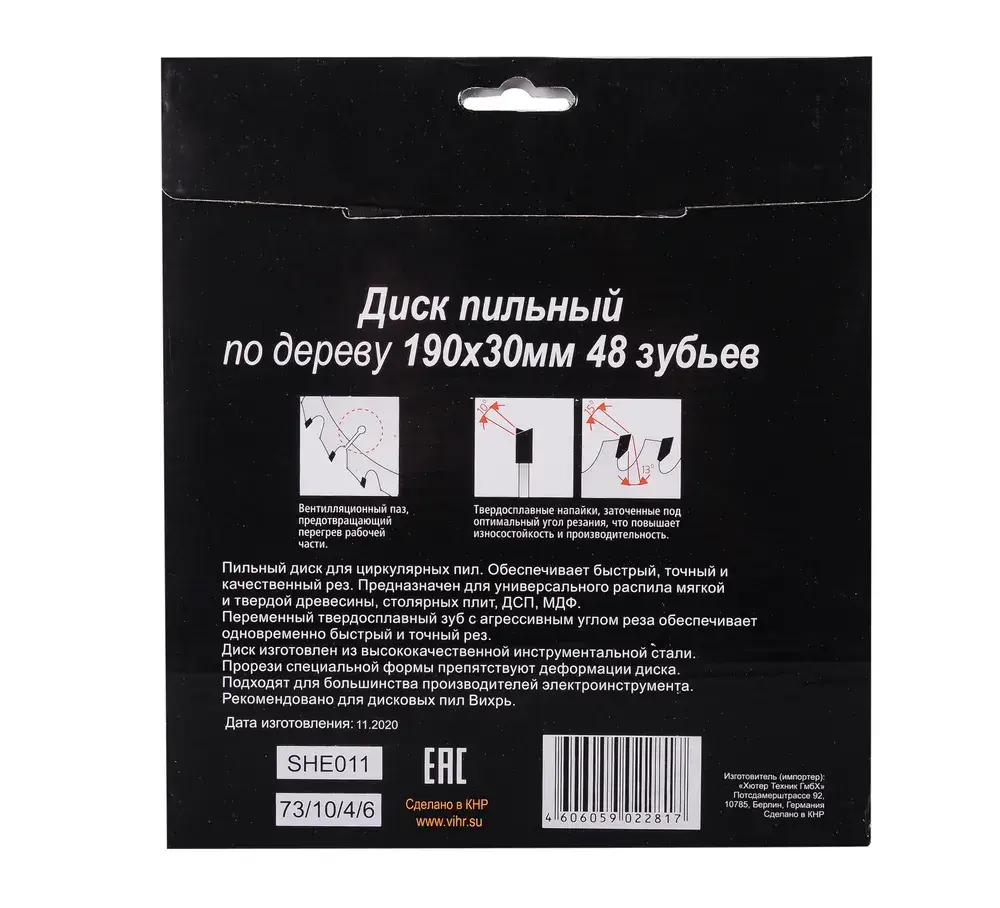 Диск пильный
по дереву 190х30мм 48 зубьев
10°
15°
13°
Вентилляционный паз,
предотвращающий
перегрев рабочей
части.
Твердосплавные напайки, заточенные под
оптимальный угол резания, что повышает
износостойкость и производительность.
Пильный диск для циркулярных пил. Обеспечивает быстрый, точный и
качественный рез. Предназначен для универсального распила мягкой
и твердой древесины, столярных плит, ДСП, МДФ.
Переменный твердосплавный зуб с агрессивным углом реза обеспечивает
одновременно быстрый и точный рез.
Диск изготовлен из высококачественной инструментальной стали.
Прорези специальной формы препятствуют деформации диска.
Подходят для большинства производителей электроинструмента.
Рекомендовано для дисковых пил Вихрь.
Дата изготовления: 11.2020
SHE011
73/10/4/6
EAC
Сделано в КНР
www.vihr.su
4 606059 022817
Изготовитель (импортер):
«Хютер Техник ГмбХ»
Потсдамерштрассе 92,
10785, Берлин, Германия
Сделано в КНР